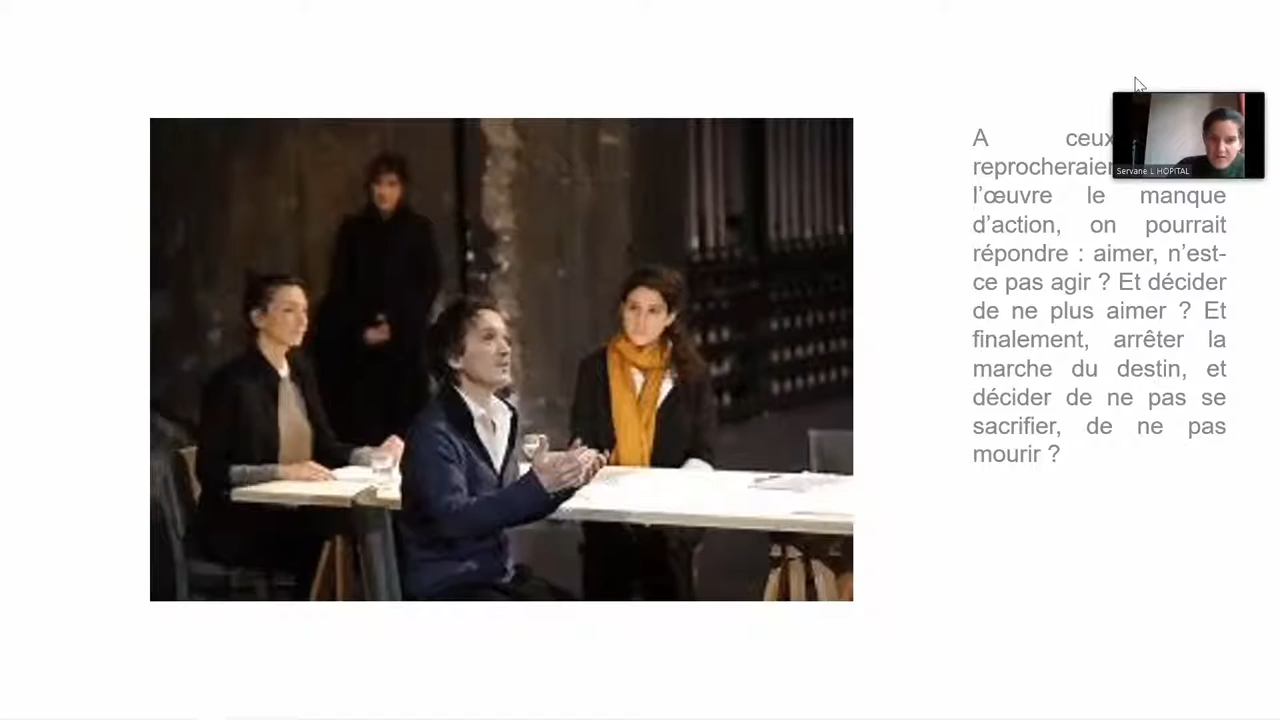 A ceux
reprocheraien
l’œuvre le manque
d’action, on pourrait
répondre : aimer, n’est-
ce pas agir ? Et décider
de ne plus aimer ? Et
finalement, arrêter la
marche du destin, et
décider de ne pas se
sacrifier, de ne pas
mourir ?
Servane L HOPITAL